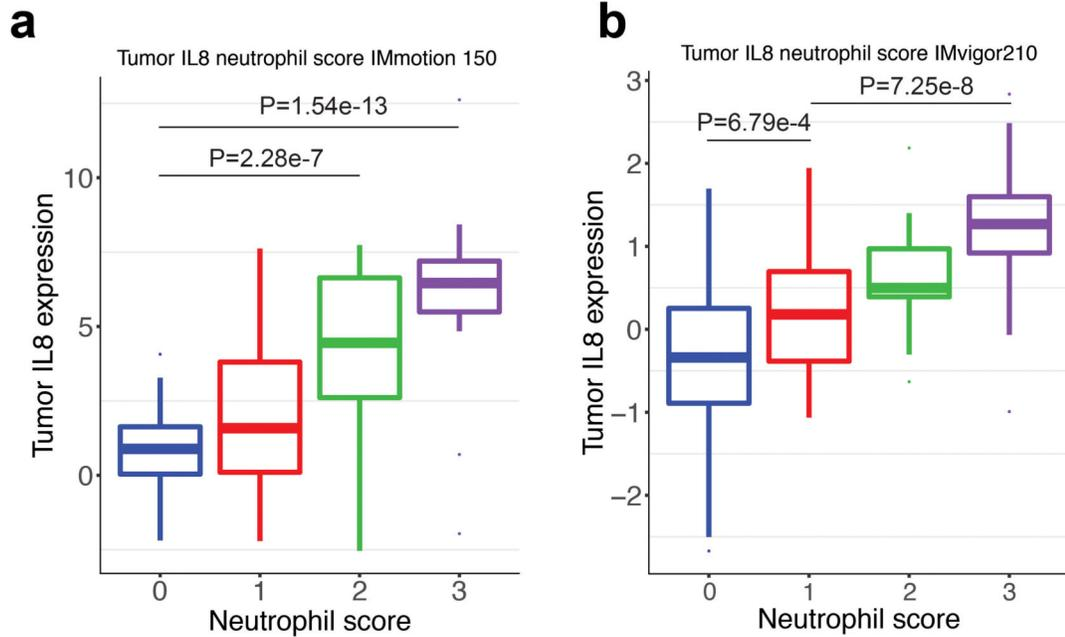 a
Tumor IL8 neutrophil score IMmotion 150
P=1.54e-13
P=2.28e-7
10
5
0
Tumor IL8 expression
0 1 2 3
Neutrophil score
b
Tumor IL8 neutrophil score IMvigor210
P=7.25e-8
P=6.79e-4
3
2
1
0
−1
−2
Tumor IL8 expression
0 1 2 3
Neutrophil score